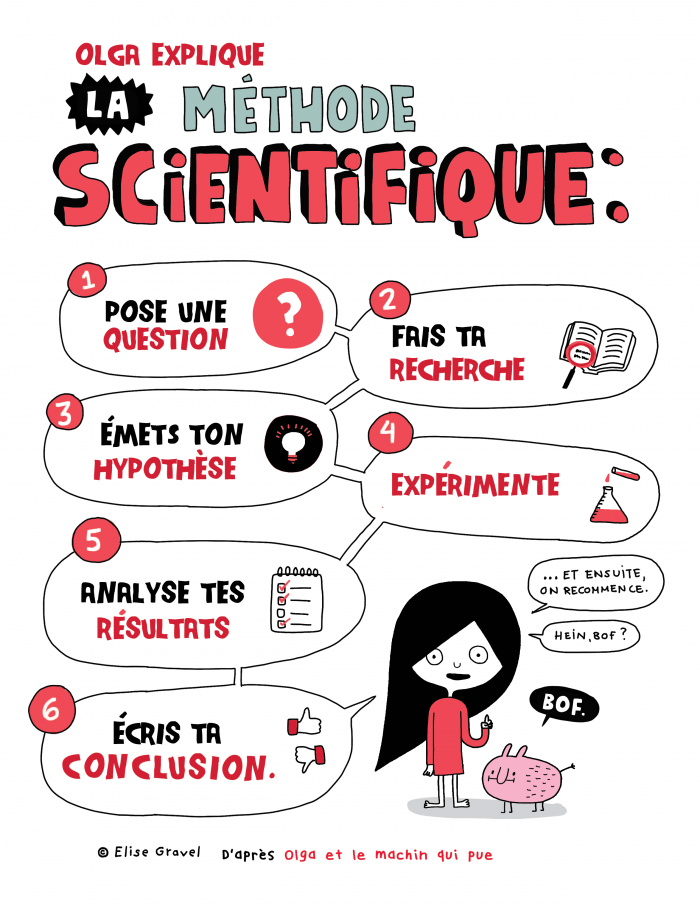 OLGA EXPLIQUE
LA MÉTHODE
SCiENTiFiQUE:
1
POSE UNE
QUESTION
?
2
FAIS TA
RECHERCHE
3
ÉMETS TON
HYPOTHÈSE
4
EXPÉRIMENTE
5
ANALYSE TES
RÉSULTATS
... ET ENSUITE,
ON RECOMMENCE.
HEIN, BOF ?
BOF.
6
ÉCRIS TA
CONCLUSION.
© Elise Gravel D'après Olga et le machin qui pue